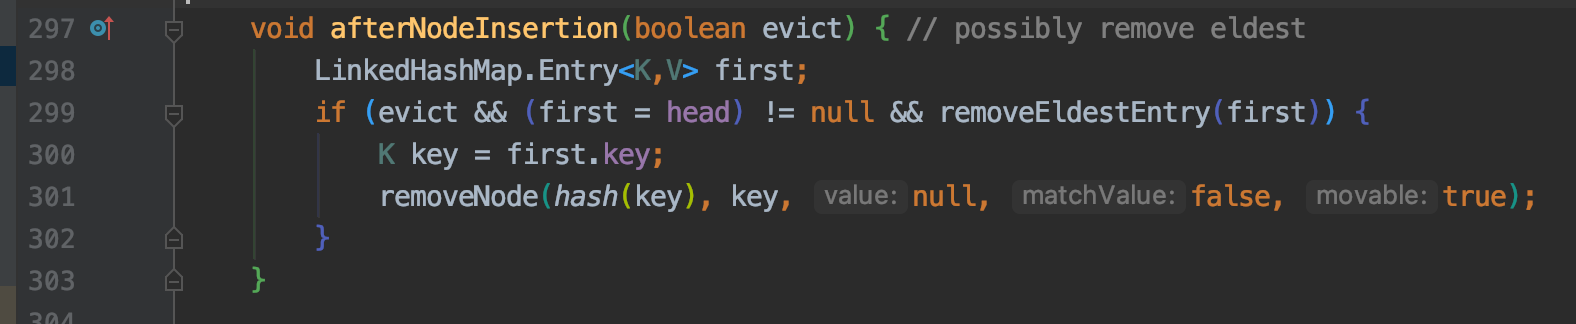 297 void afterNodeInsertion(boolean evict) { // possibly remove eldest
298 LinkedHashMap.Entry<K,V> first;
299 if (evict && (first = head) != null && removeEldestEntry(first)) {
300 K key = first.key;
301 removeNode(hash(key), key, value: null, matchValue: false, movable: true);
302 }
303 }
304